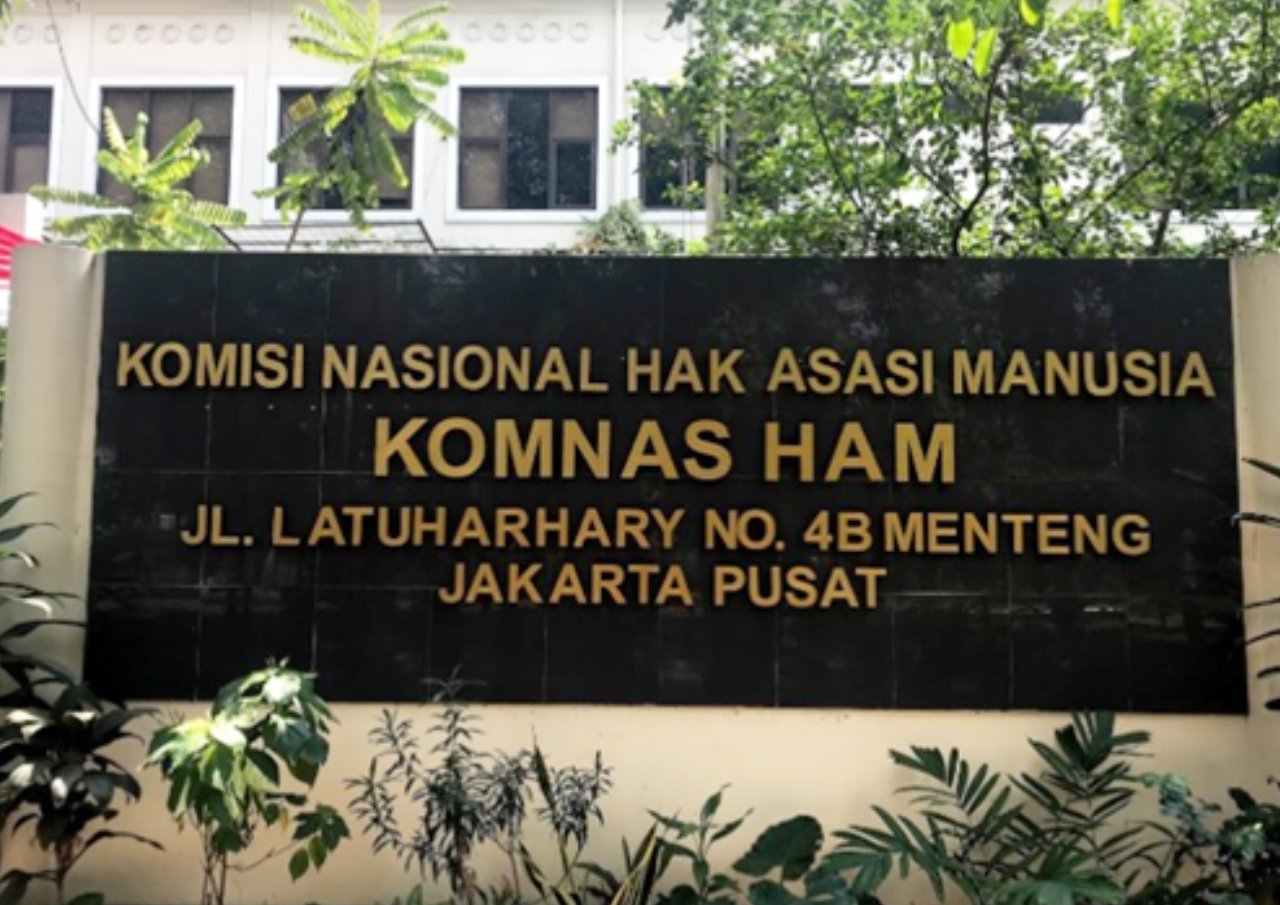 KOMISI NASIONAL HAK ASASI MANUSIA
KOMNAS HAM
JL. LATUHARHARY NO. 4B MENTENG
JAKARTA PUSAT